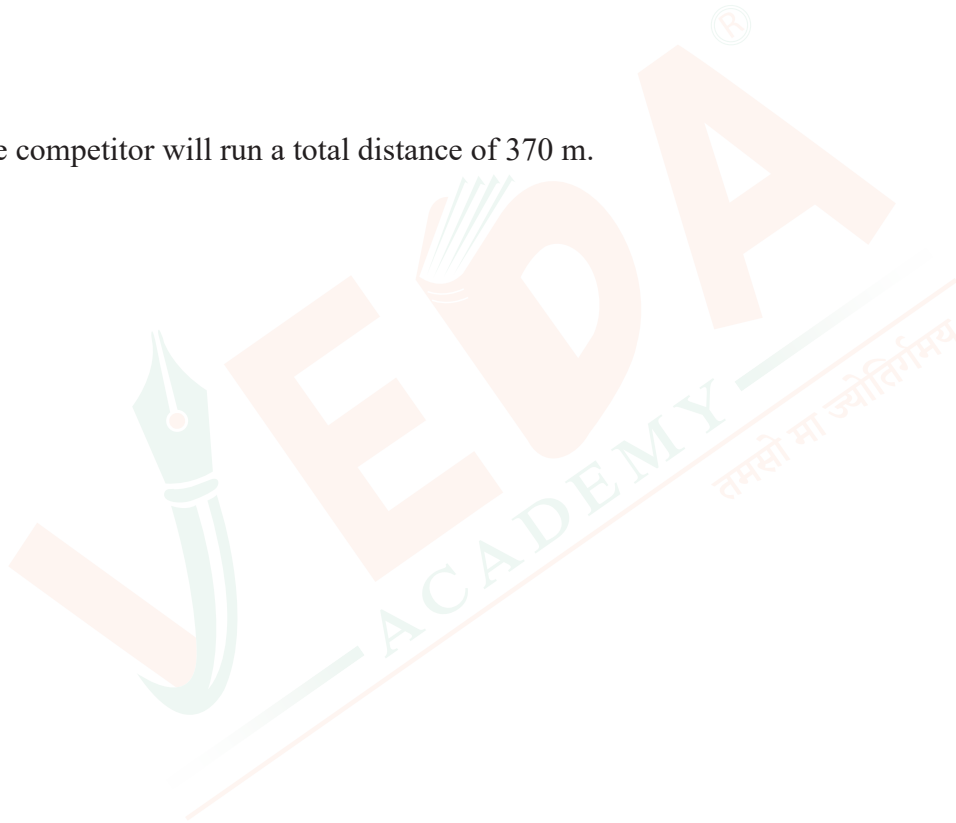 ®
e competitor will run a total distance of 370 m.
VEDA
ACADEMY
तमसो मा ज्योतिर्गमय